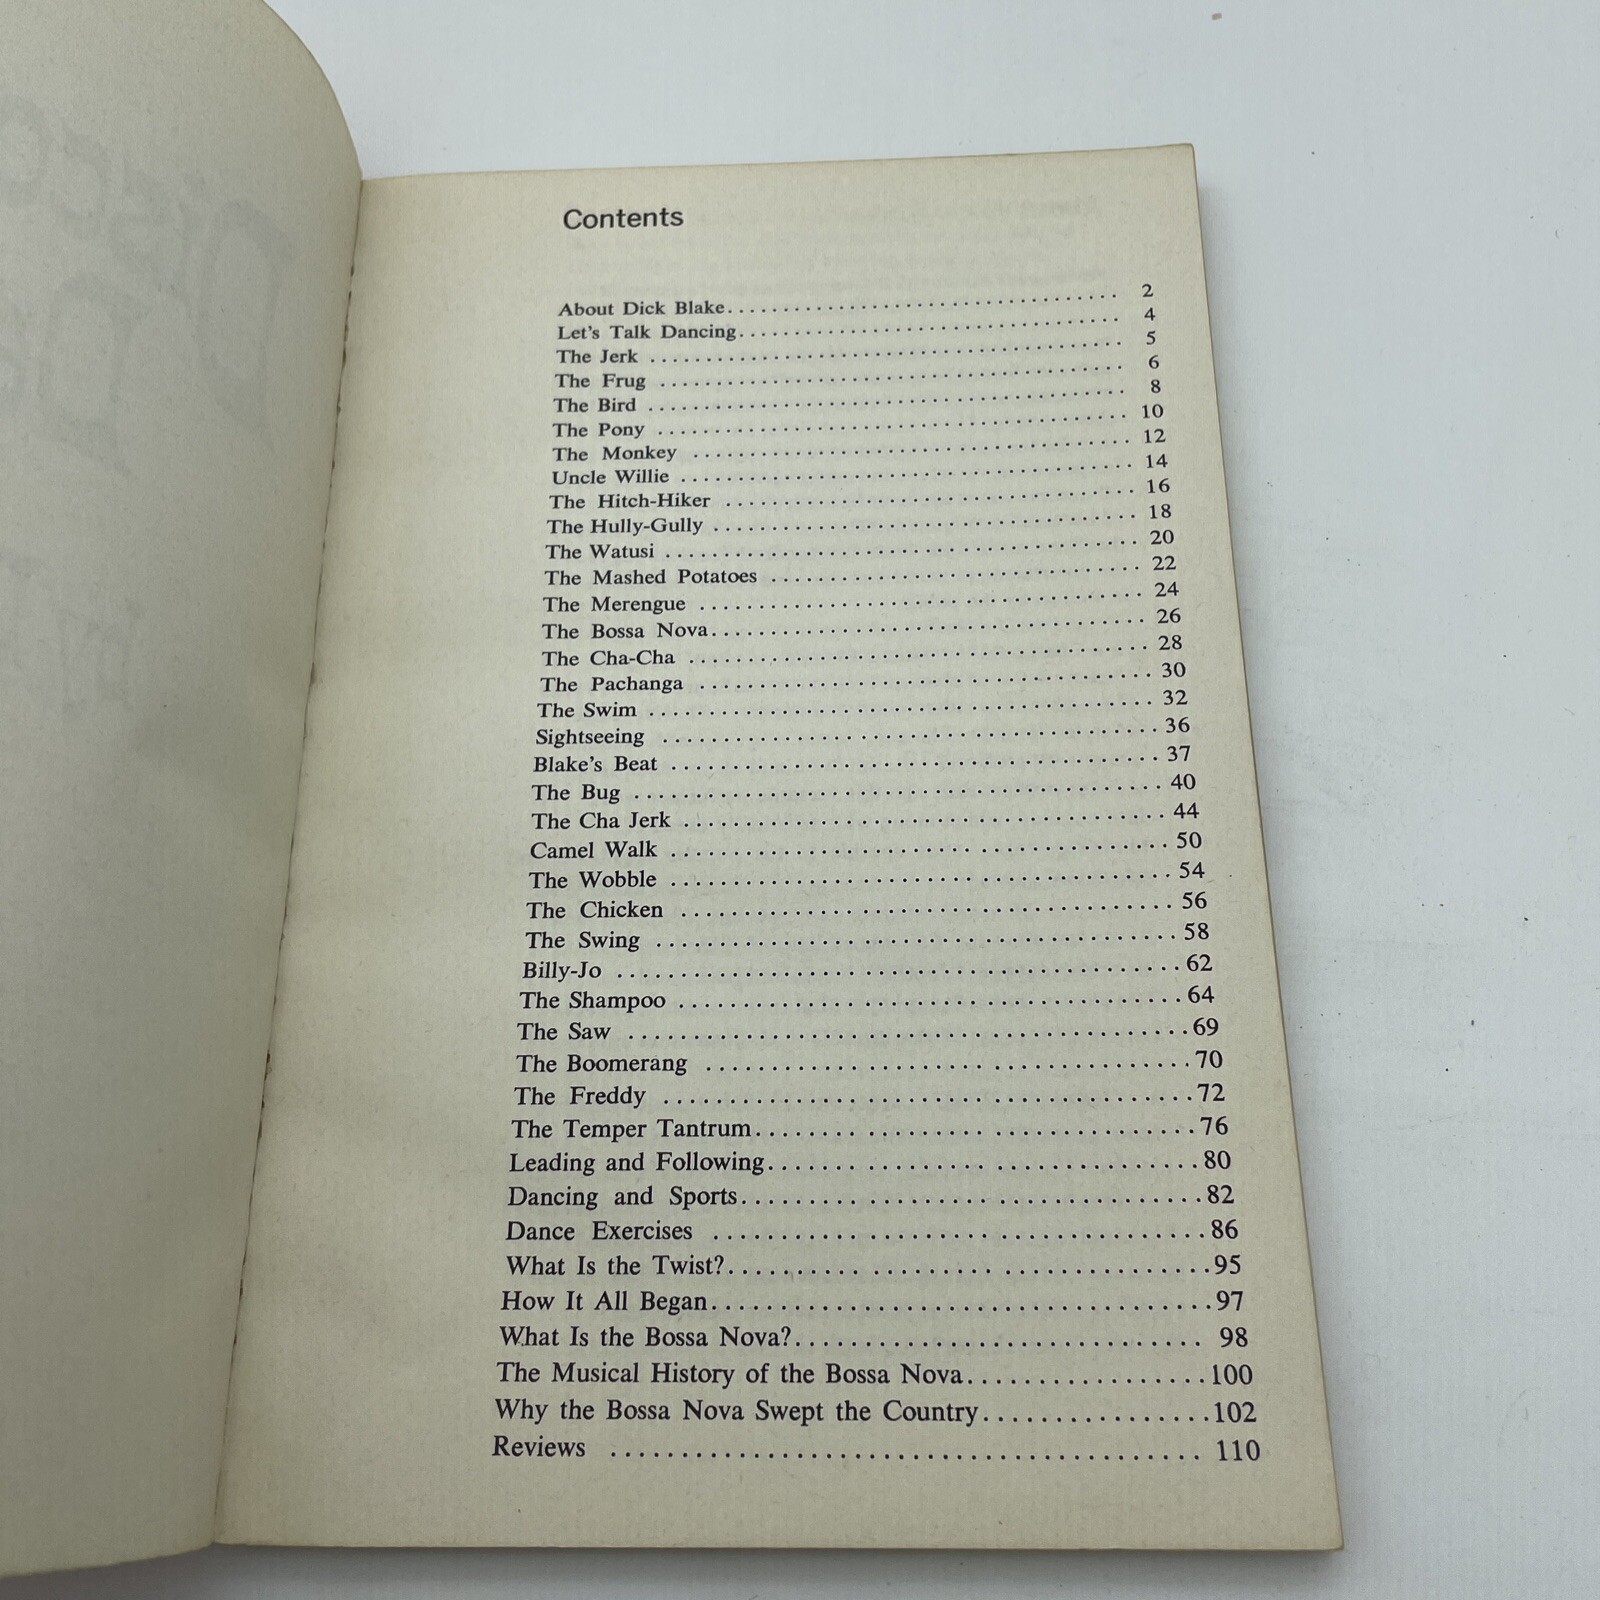 Contents
About Dick Blake 2
Let's Talk Dancing 4
The Jerk 5
The Frug 6
The Bird 8
The Pony 10
The Monkey 12
Uncle Willie 14
The Hitch-Hiker 16
The Hully-Gully 18
The Watusi 20
The Mashed Potatoes 22
The Merengue 24
The Bossa Nova 26
The Cha-Cha 28
The Pachanga 30
The Swim 32
Sightseeing 36
Blake's Beat 37
The Bug 40
The Cha Jerk 44
Camel Walk 50
The Wobble 54
The Chicken 56
The Swing 58
Billy-Jo 62
The Shampoo 64
The Saw 69
The Boomerang 70
The Freddy 72
The Temper Tantrum 76
Leading and Following 80
Dancing and Sports 82
Dance Exercises 86
What Is the Twist? 95
How It All Began 97
What Is the Bossa Nova? 98
The Musical History of the Bossa Nova 100
Why the Bossa Nova Swept the Country 102
Reviews 110